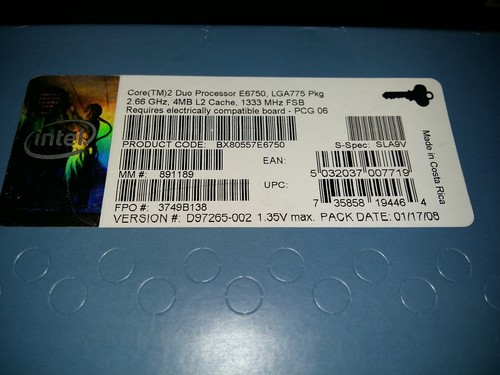 Core(TM)2 Duo Processor E6750, LGA775 Pkg
2.66 GHz, 4MB L2 Cache, 1333 MHz FSB
Requires electrically compatible board - PCG 06
intel
PRODUCT CODE: BX80557E6750
S-Spec: SLA9V
EAN:
5 032037 007719
MM #: 891189
UPC:
7 35858 19446 4
FPO #: 3749B138
VERSION #: D97265-002 1.35V max. PACK DATE: 01/17/08
Made in Costa Rica